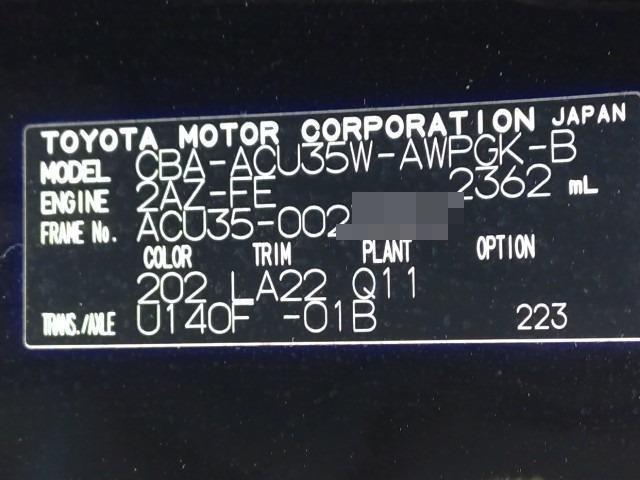 TOYOTA MOTOR CORPORATION JAPAN
MODEL CBA-ACU35W-AWPGK-B
ENGINE 2AZ-FE 2362 mL
FRAME No. ACU35-002
COLOR TRIM PLANT OPTION
202 LA22 Q11
TRANS./AXLE U140F -01B 223